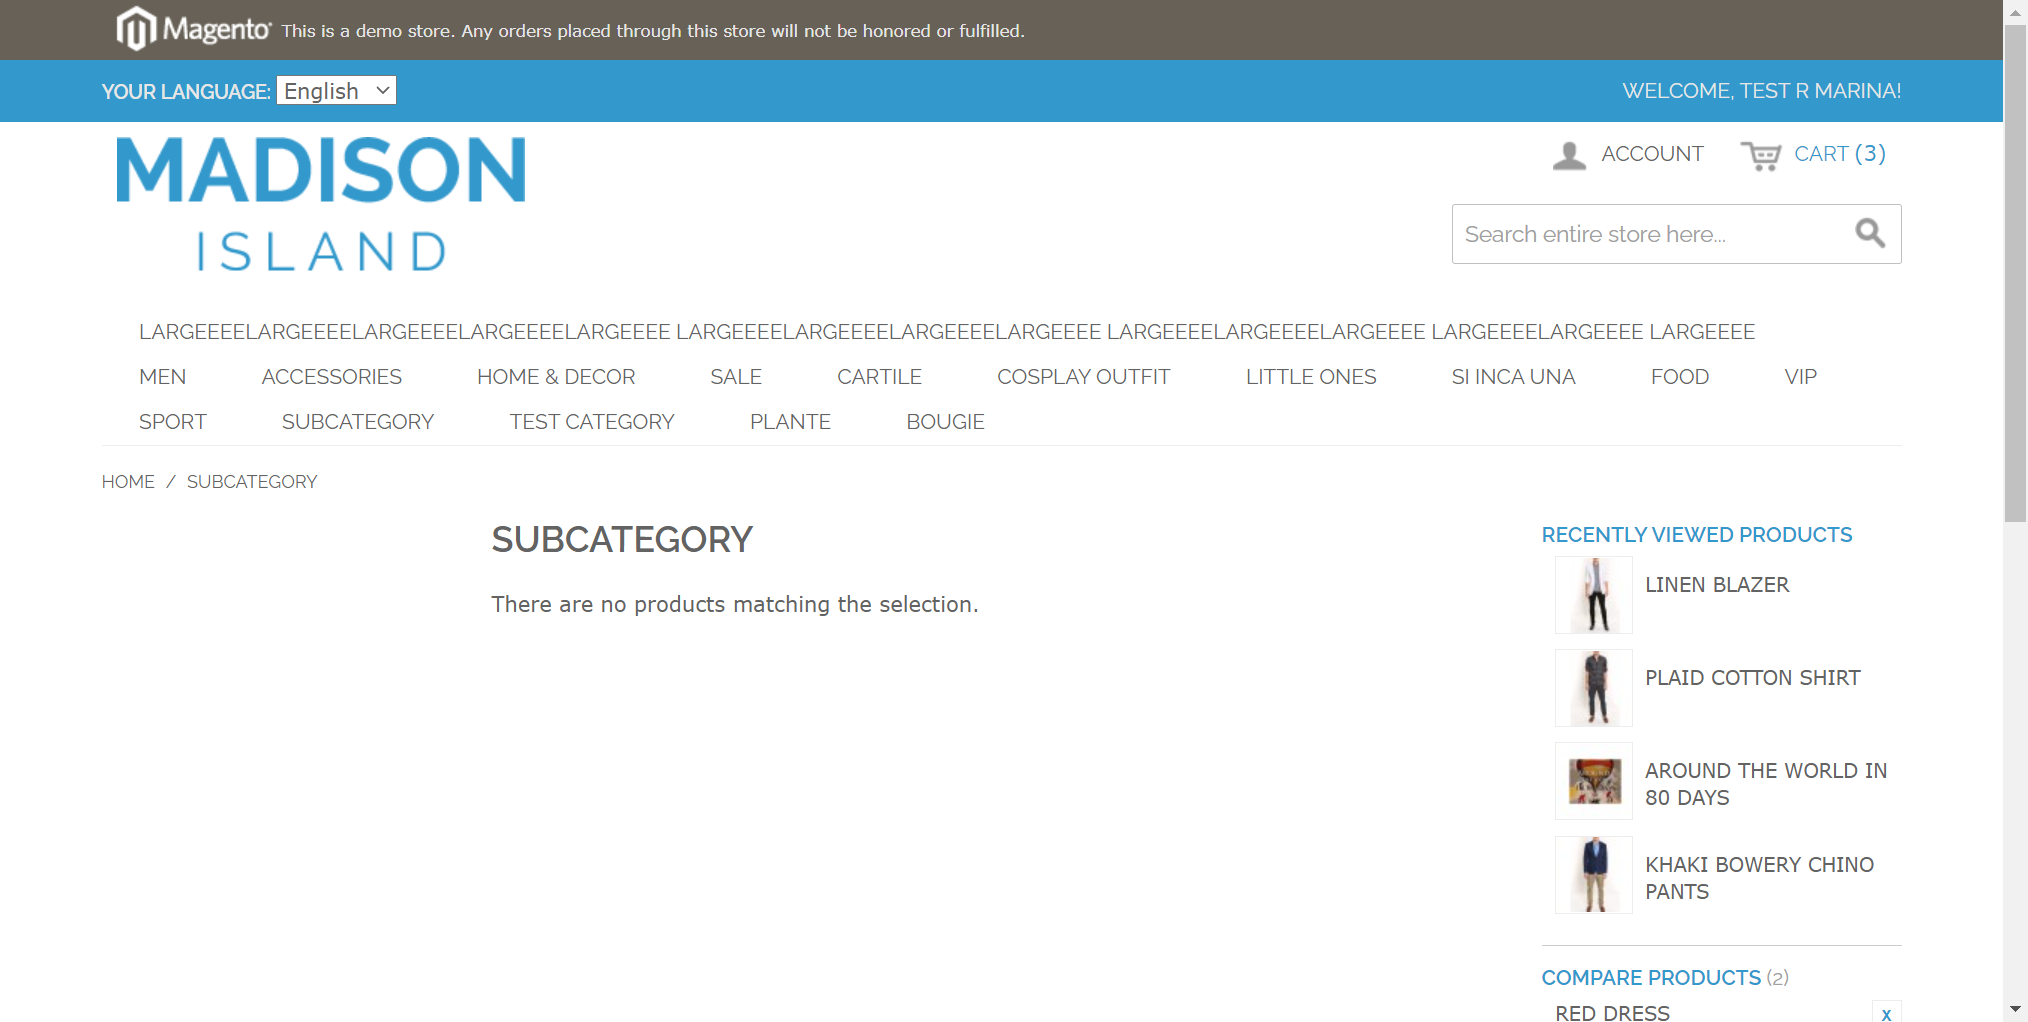 Magento This is a demo store. Any orders placed through this store will not be honored or fulfilled.
YOUR LANGUAGE: English WELCOME, TEST R MARINA!
MADISON
ISLAND
ACCOUNT CART (3)
Search entire store here...
LARGEEEELARGEEEELARGEEEELARGEEEELARGEEEE LARGEEEELARGEEEELARGEEEELARGEEEE LARGEEEELARGEEEELARGEEEE LARGEEEELARGEEEE LARGEEEE
MEN ACCESSORIES HOME & DECOR SALE CARTILE COSPLAY OUTFIT LITTLE ONES SI INCA UNA FOOD VIP
SPORT SUBCATEGORY TEST CATEGORY PLANTE BOUGIE
HOME / SUBCATEGORY
SUBCATEGORY
There are no products matching the selection.
RECENTLY VIEWED PRODUCTS
LINEN BLAZER
PLAID COTTON SHIRT
AROUND THE WORLD IN
80 DAYS
KHAKI BOWERY CHINO
PANTS
COMPARE PRODUCTS (2)
RED DRESS x